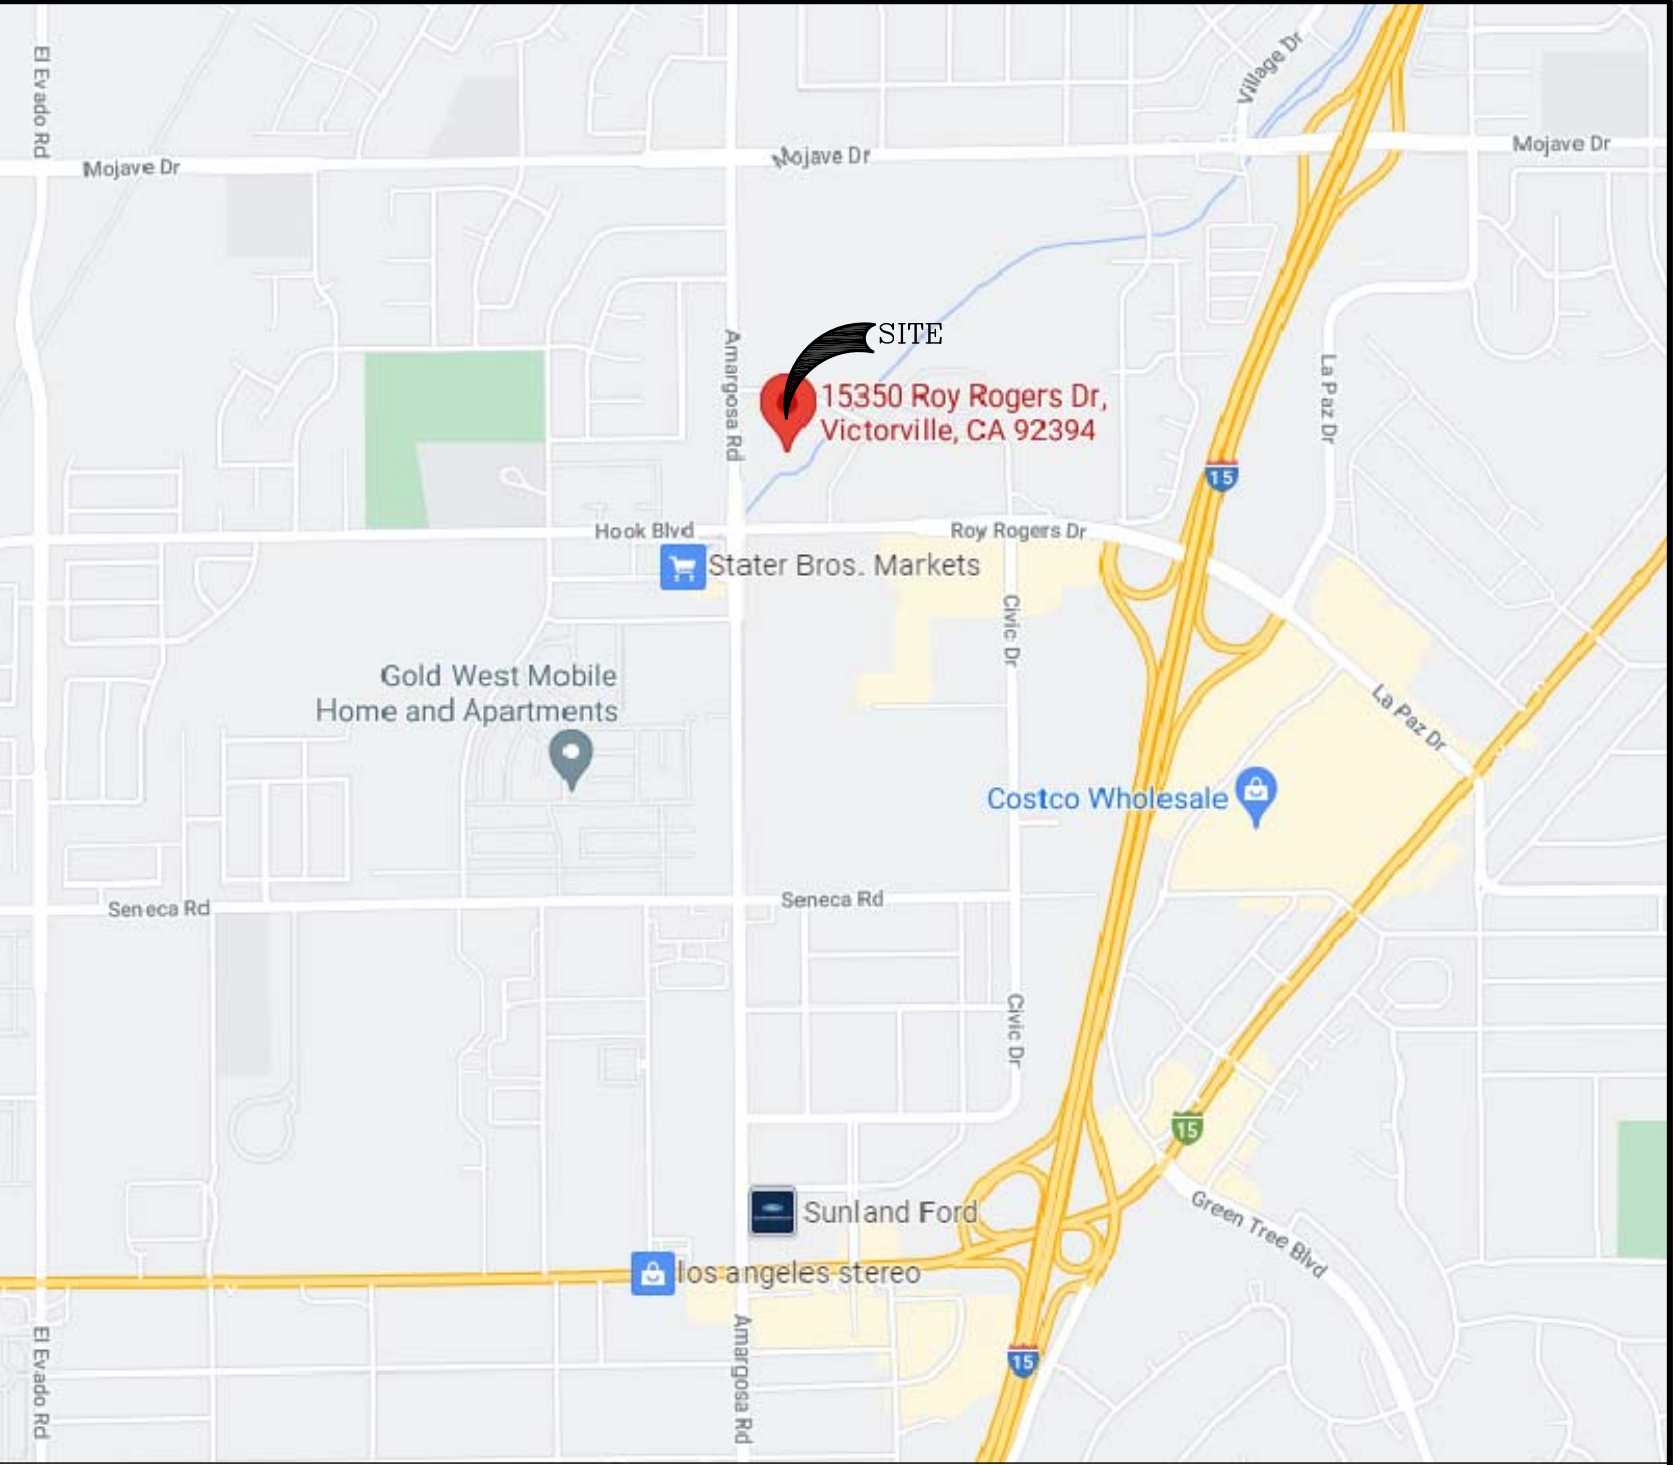 El Evado Rd
Village Dr
Mojave Dr
Mojave Dr
Mojave Dr
SITE
Amargosa Rd
15350 Roy Rogers Dr,
Victorville, CA 92394
La Paz Dr
15
Hook Blvd
Roy Rogers Dr
Stater Bros. Markets
Civic Dr
Gold West Mobile
Home and Apartments
La Paz Dr
Costco Wholesale
Seneca Rd
Seneca Rd
Civic Dr
15
Sunland Ford
Green Tree Blvd
los angeles stereo
El Evado Rd
Amargosa Rd
15